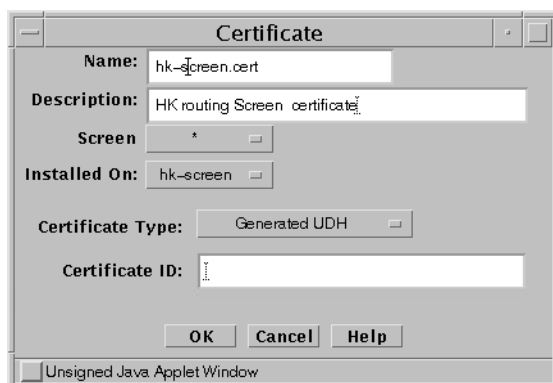 Certificate
Name: hk-screen.cert
Description: HK routing Screen certificate
Screen *
Installed On: hk-screen
Certificate Type: Generated UDH
Certificate ID:
OK Cancel Help
Unsigned Java Applet Window